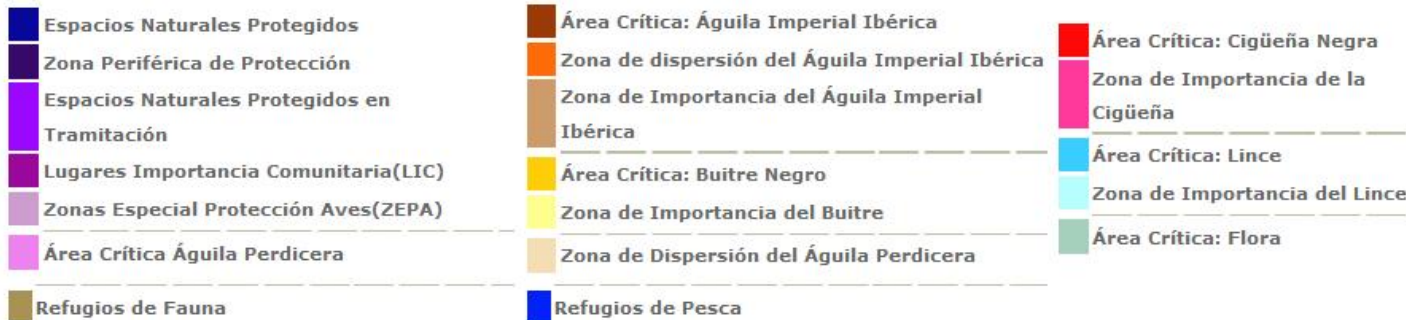 Espacios Naturales Protegidos
Zona Periférica de Protección
Espacios Naturales Protegidos en
Tramitación
Lugares Importancia Comunitaria(LIC)
Zonas Especial Protección Aves(ZEPA)
Área Crítica Águila Perdicera
Refugios de Fauna
Área Crítica: Águila Imperial Ibérica
Zona de dispersión del Águila Imperial Ibérica
Zona de Importancia del Águila Imperial
Ibérica
Área Crítica: Buitre Negro
Zona de Importancia del Buitre
Zona de Dispersión del Águila Perdicera
Refugios de Pesca
Área Crítica: Cigüeña Negra
Zona de Importancia de la
Cigüeña
Área Crítica: Lince
Zona de Importancia del Lince
Área Crítica: Flora